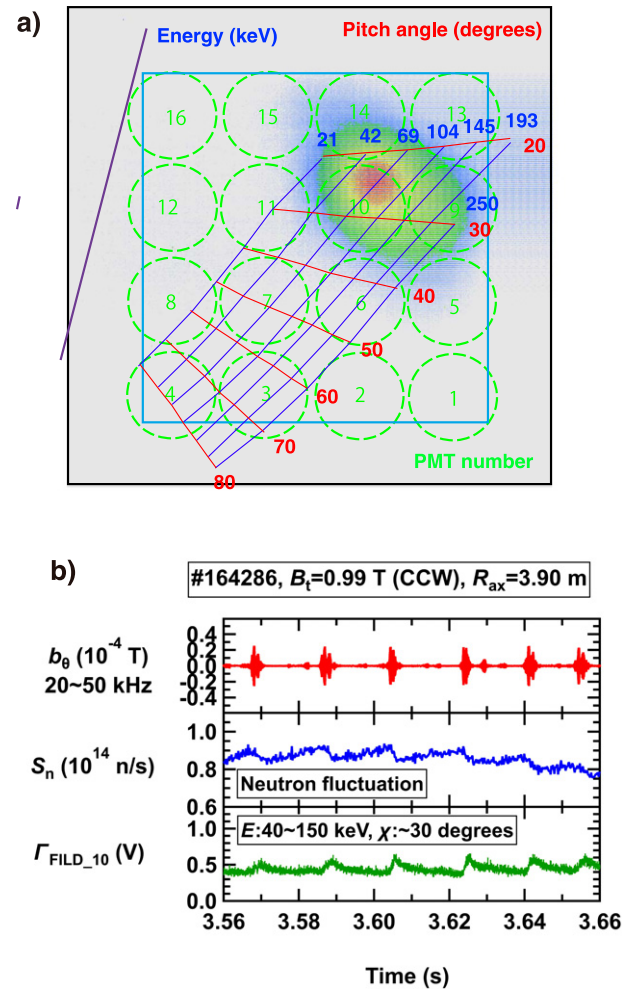 a)
Energy (keV) Pitch angle (degrees)
16 15 14 13
21 42 69 104 145 193
20
12 11 10 9 250
30
8 7 6 5
40
50
4 3 2 1
60
70
PMT number
80
b)
#164286, Bt=0.99 T (CCW), Rax=3.90 m
bθ (10-4 T)
20~50 kHz
0.4
0.2
0.0
-0.2
-0.4
Sn (1014 n/s)
1.0
0.8
0.6
Neutron fluctuation
ΓFILD_10 (V)
1.0
0.5
0.0
E:40~150 keV, χ:~30 degrees
3.56 3.58 3.60 3.62 3.64 3.66
Time (s)